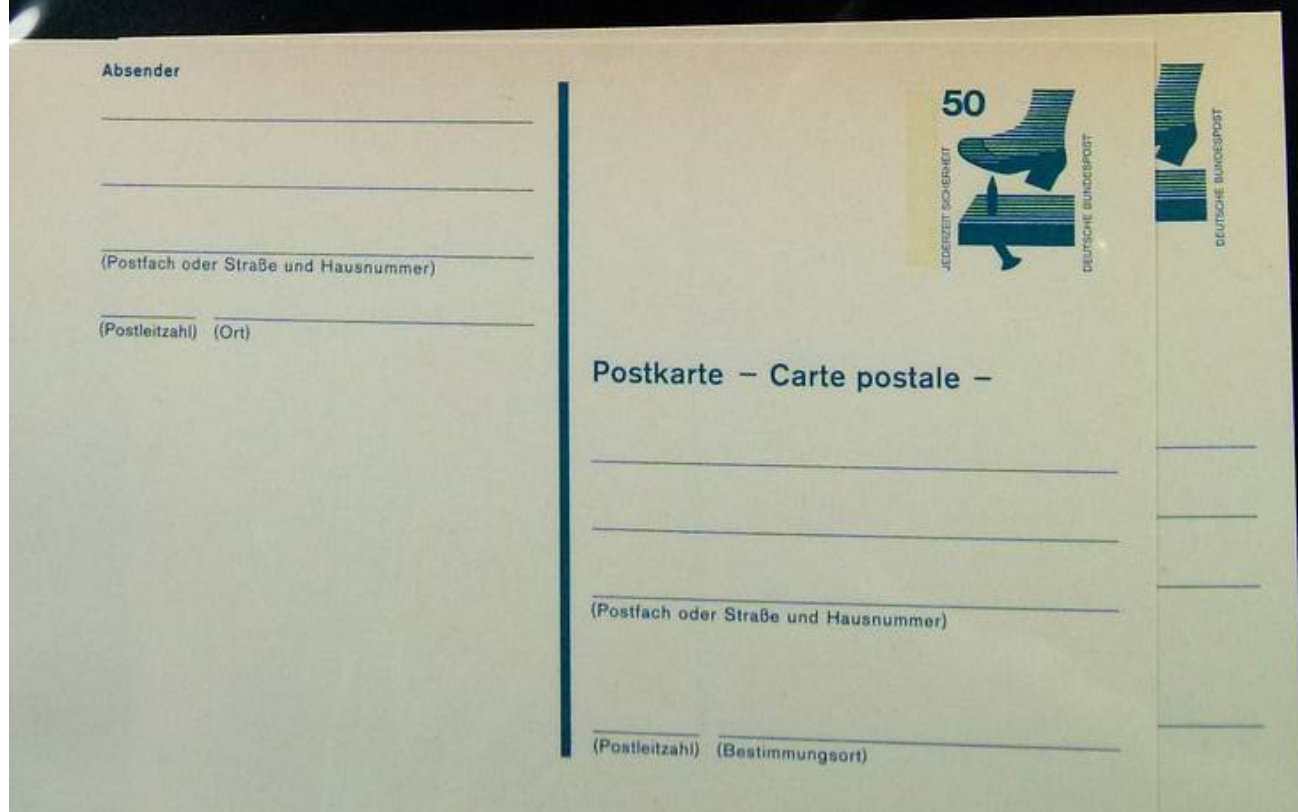 Absender
(Postfach oder Straße und Hausnummer)
(Postleitzahl) (Ort)
50
JEDERZEIT SICHERHEIT
DEUTSCHE BUNDESPOST
DEUTSCHE BUNDESPOST
Postkarte – Carte postale –
(Postfach oder Straße und Hausnummer)
(Postleitzahl) (Bestimmungsort)